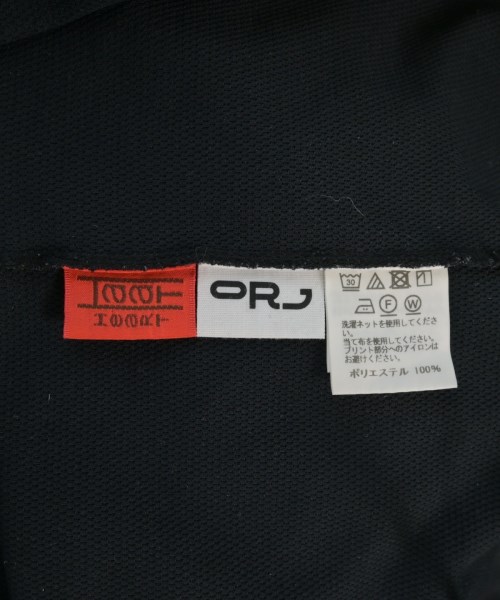 ORJ
30
F
W
洗濯ネットを使用してくださ
い。
当て布を使用してください。
プリント部分へのアイロンは
お避けください。
ポリエステル 100%